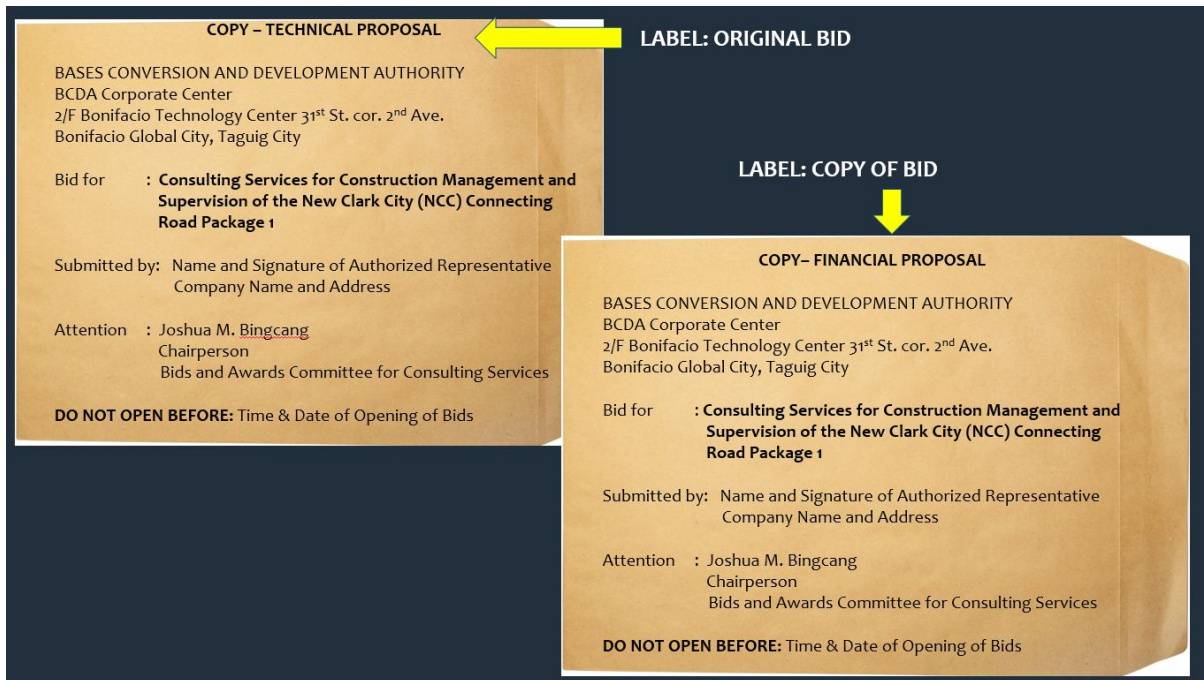 COPY – TECHNICAL PROPOSAL
LABEL: ORIGINAL BID
BASES CONVERSION AND DEVELOPMENT AUTHORITY
BCDA Corporate Center
2/F Bonifacio Technology Center 31st St. cor. 2nd Ave.
Bonifacio Global City, Taguig City
Bid for : Consulting Services for Construction Management and
Supervision of the New Clark City (NCC) Connecting
Road Package 1
Submitted by: Name and Signature of Authorized Representative
Company Name and Address
Attention : Joshua M. Bingcang
Chairperson
Bids and Awards Committee for Consulting Services
DO NOT OPEN BEFORE: Time & Date of Opening of Bids
LABEL: COPY OF BID
COPY– FINANCIAL PROPOSAL
BASES CONVERSION AND DEVELOPMENT AUTHORITY
BCDA Corporate Center
2/F Bonifacio Technology Center 31st St. cor. 2nd Ave.
Bonifacio Global City, Taguig City
Bid for : Consulting Services for Construction Management and
Supervision of the New Clark City (NCC) Connecting
Road Package 1
Submitted by: Name and Signature of Authorized Representative
Company Name and Address
Attention : Joshua M. Bingcang
Chairperson
Bids and Awards Committee for Consulting Services
DO NOT OPEN BEFORE: Time & Date of Opening of Bids